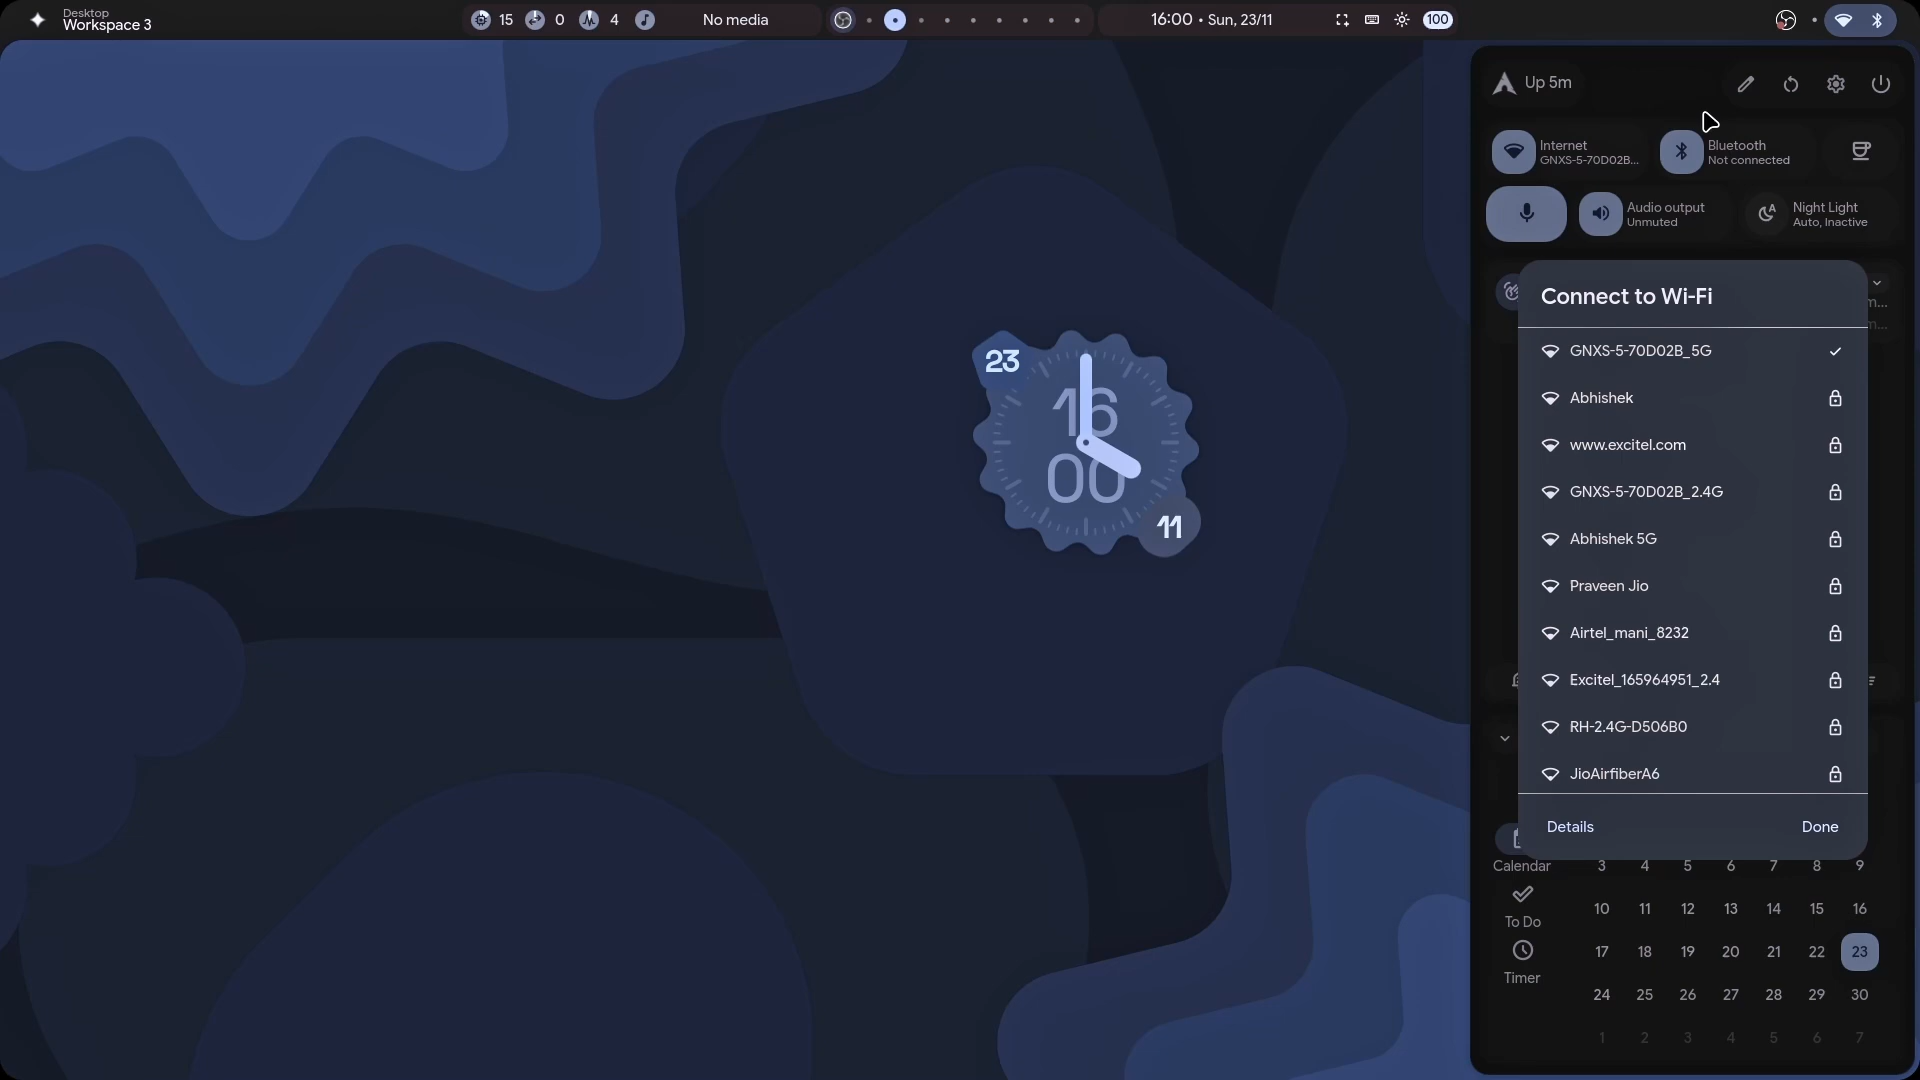 Desktop
Workspace 3
15
0
4
No media
16:00 • Sun, 23/11
100
Up 5m
Internet
GNXS-5-70D02B...
Bluetooth
Not connected
Audio output
Unmuted
Night Light
Auto, Inactive
Connect to Wi-Fi
m...
m...
GNXS-5-70D02B_5G
Abhishek
www.excitel.com
GNXS-5-70D02B_2.4G
Abhishek 5G
Praveen Jio
Airtel_mani_8232
Excitel_165964951_2.4
RH-2.4G-D506B0
JioAirfiberA6
Details Done
23
16
00
11
Calendar
To Do
Timer
3 4 5 6 7 8 9
10 11 12 13 14 15 16
17 18 19 20 21 22 23
24 25 26 27 28 29 30
1 2 3 4 5 6 7